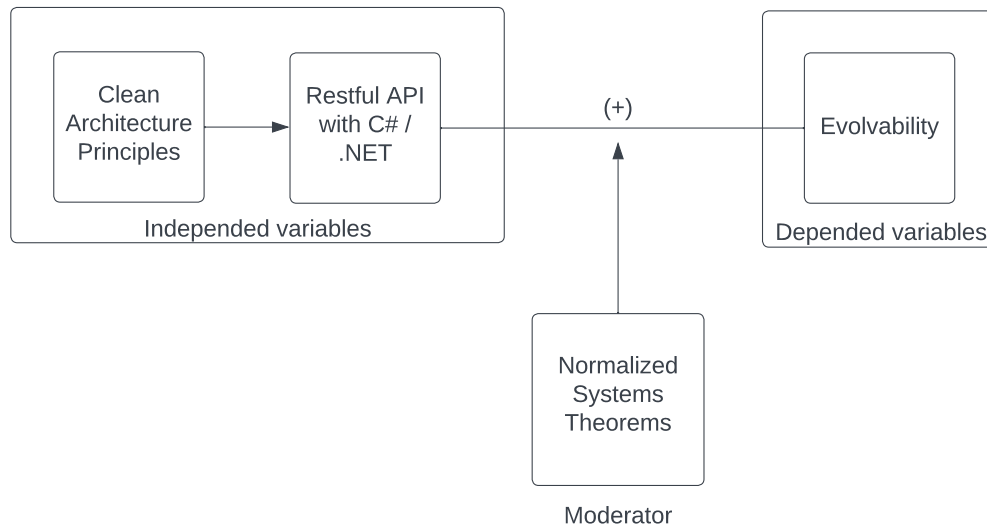 Clean
Architecture
Principles
Restful API
with C# /
.NET
Independed variables
(+)
Evolvability
Depended variables
Normalized
Systems
Theorems
Moderator